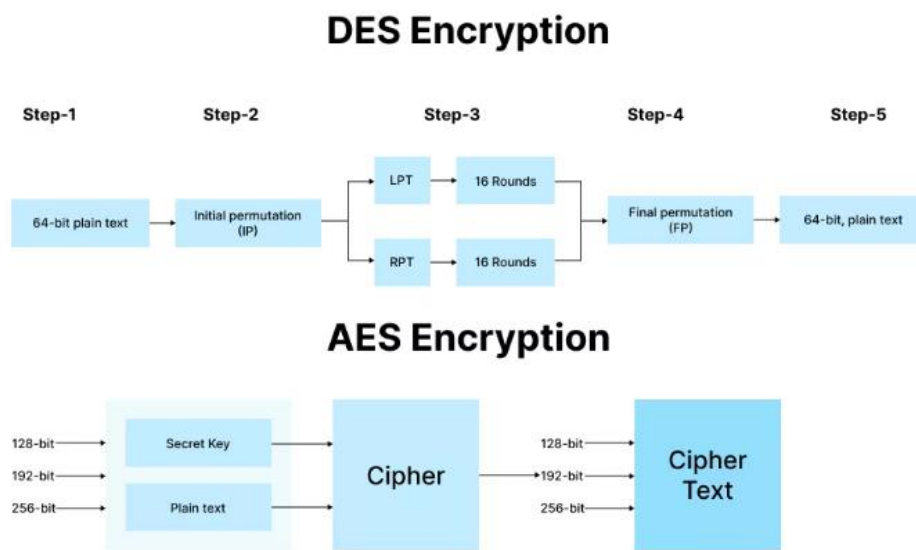 DES Encryption
Step-1
Step-2
Step-3
Step-4
Step-5
64-bit plain text
Initial permutation
(IP)
LPT
16 Rounds
RPT
16 Rounds
Final permutation
(FP)
64-bit, plain text
AES Encryption
128-bit
192-bit
256-bit
Secret Key
Plain text
Cipher
128-bit
192-bit
256-bit
Cipher
Text